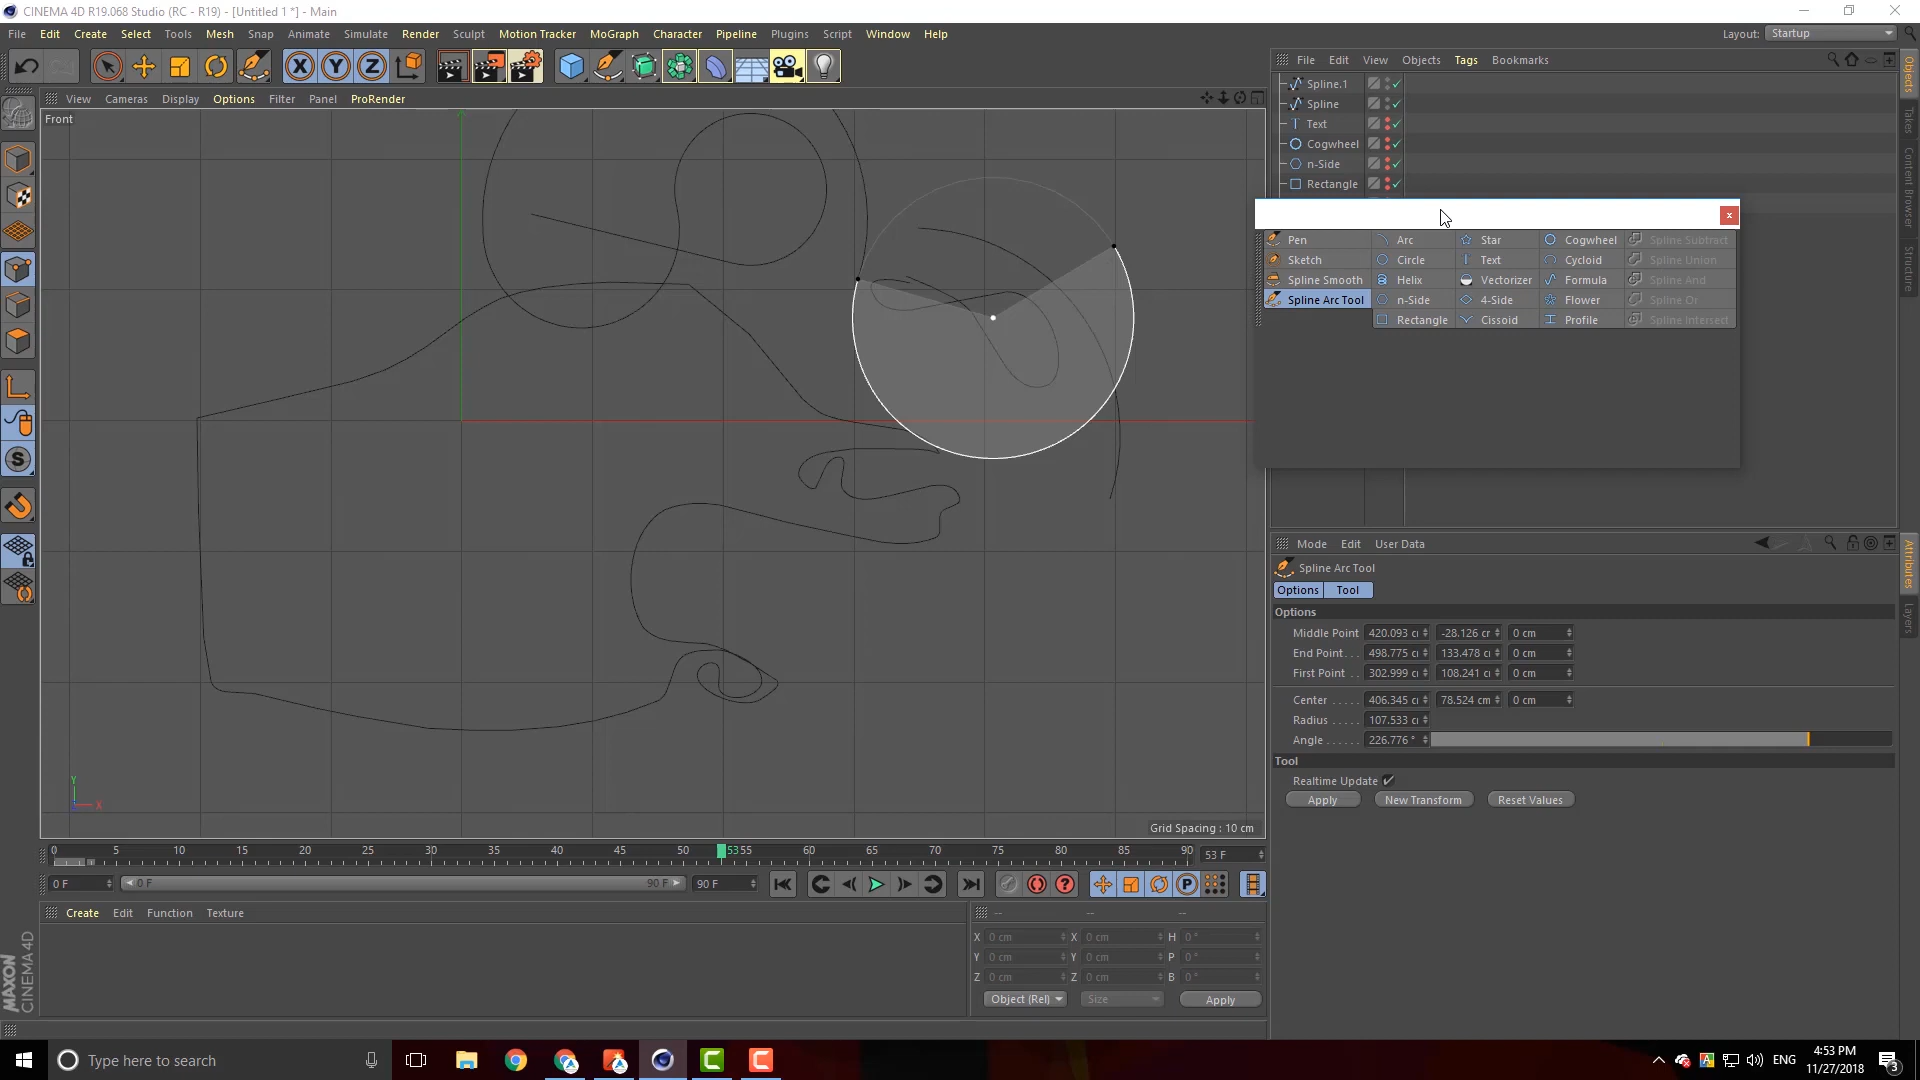 CINEMA 4D R19.068 Studio (RC - R19) - [Untitled 1 *] - Main
File Edit Create Select Tools Mesh Snap Animate Simulate Render Sculpt Motion Tracker MoGraph Character Pipeline Plugins Script Window Help
Layout: Startup
View Cameras Display Options Filter Panel ProRender
Front
Grid Spacing : 10 cm
Y
X
File Edit View Objects Tags Bookmarks
Spline.1
Spline
Text
Cogwheel
n-Side
Rectangle
Pen Arc Star Cogwheel Spline Subtract
Sketch Circle Text Cycloid Spline Union
Spline Smooth Helix Vectorizer Formula Spline And
Spline Arc Tool n-Side 4-Side Flower Spline Or
Rectangle Cissoid Profile Spline Intersect
Objects
Takes
Content Browser
Structure
Mode Edit User Data
Spline Arc Tool
Options Tool
Options
Middle Point 420.093 -28.126 0 cm
End Point. . . 498.775 133.478 0 cm
First Point . . 302.999 108.241 0 cm
Center . . . . . 406.345 78.524 cm 0 cm
Radius . . . . . 107.533
Angle . . . . . . 226.776 °
Tool
Realtime Update
Apply New Transform Reset Values
Attributes
Layers
0 5 10 15 20 25 30 35 40 45 50 5355 60 65 70 75 80 85 90 53 F
0 F 0 F 90 F 90 F
Create Edit Function Texture
-- -- --
X 0 cm X 0 cm H 0 °
Y 0 cm Y 0 cm P 0 °
Z 0 cm Z 0 cm B 0 °
Object (Rel) Size Apply
MAXON
CINEMA 4D
Type here to search
ENG
4:53 PM
11/27/2018
3